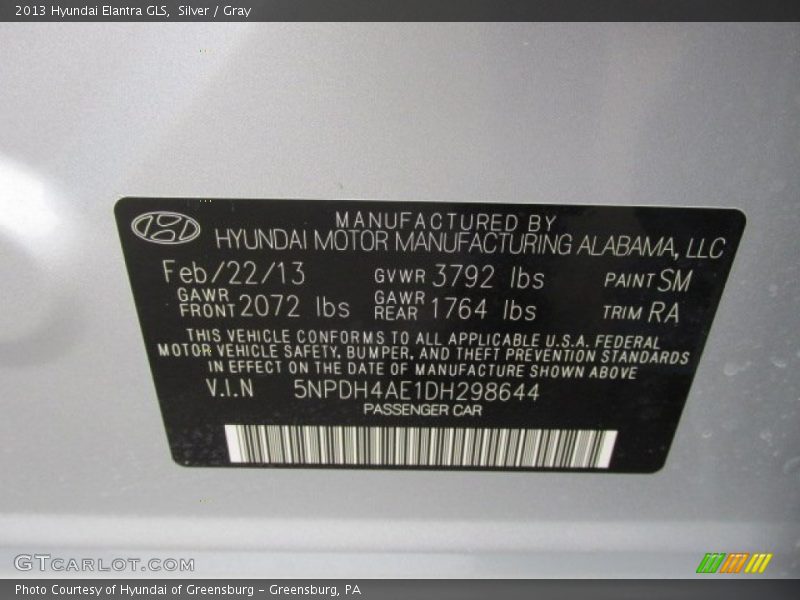 2013 Hyundai Elantra GLS, Silver / Gray
MANUFACTURED BY
HYUNDAI MOTOR MANUFACTURING ALABAMA, LLC
Feb/22/13 GVWR 3792 lbs PAINT SM
GAWR FRONT 2072 lbs GAWR REAR 1764 lbs TRIM RA
THIS VEHICLE CONFORMS TO ALL APPLICABLE U.S.A. FEDERAL
MOTOR VEHICLE SAFETY, BUMPER, AND THEFT PREVENTION STANDARDS
IN EFFECT ON THE DATE OF MANUFACTURE SHOWN ABOVE
V.I.N 5NPDH4AE1DH298644
PASSENGER CAR
GTCARLOT.COM
Photo Courtesy of Hyundai of Greensburg - Greensburg, PA